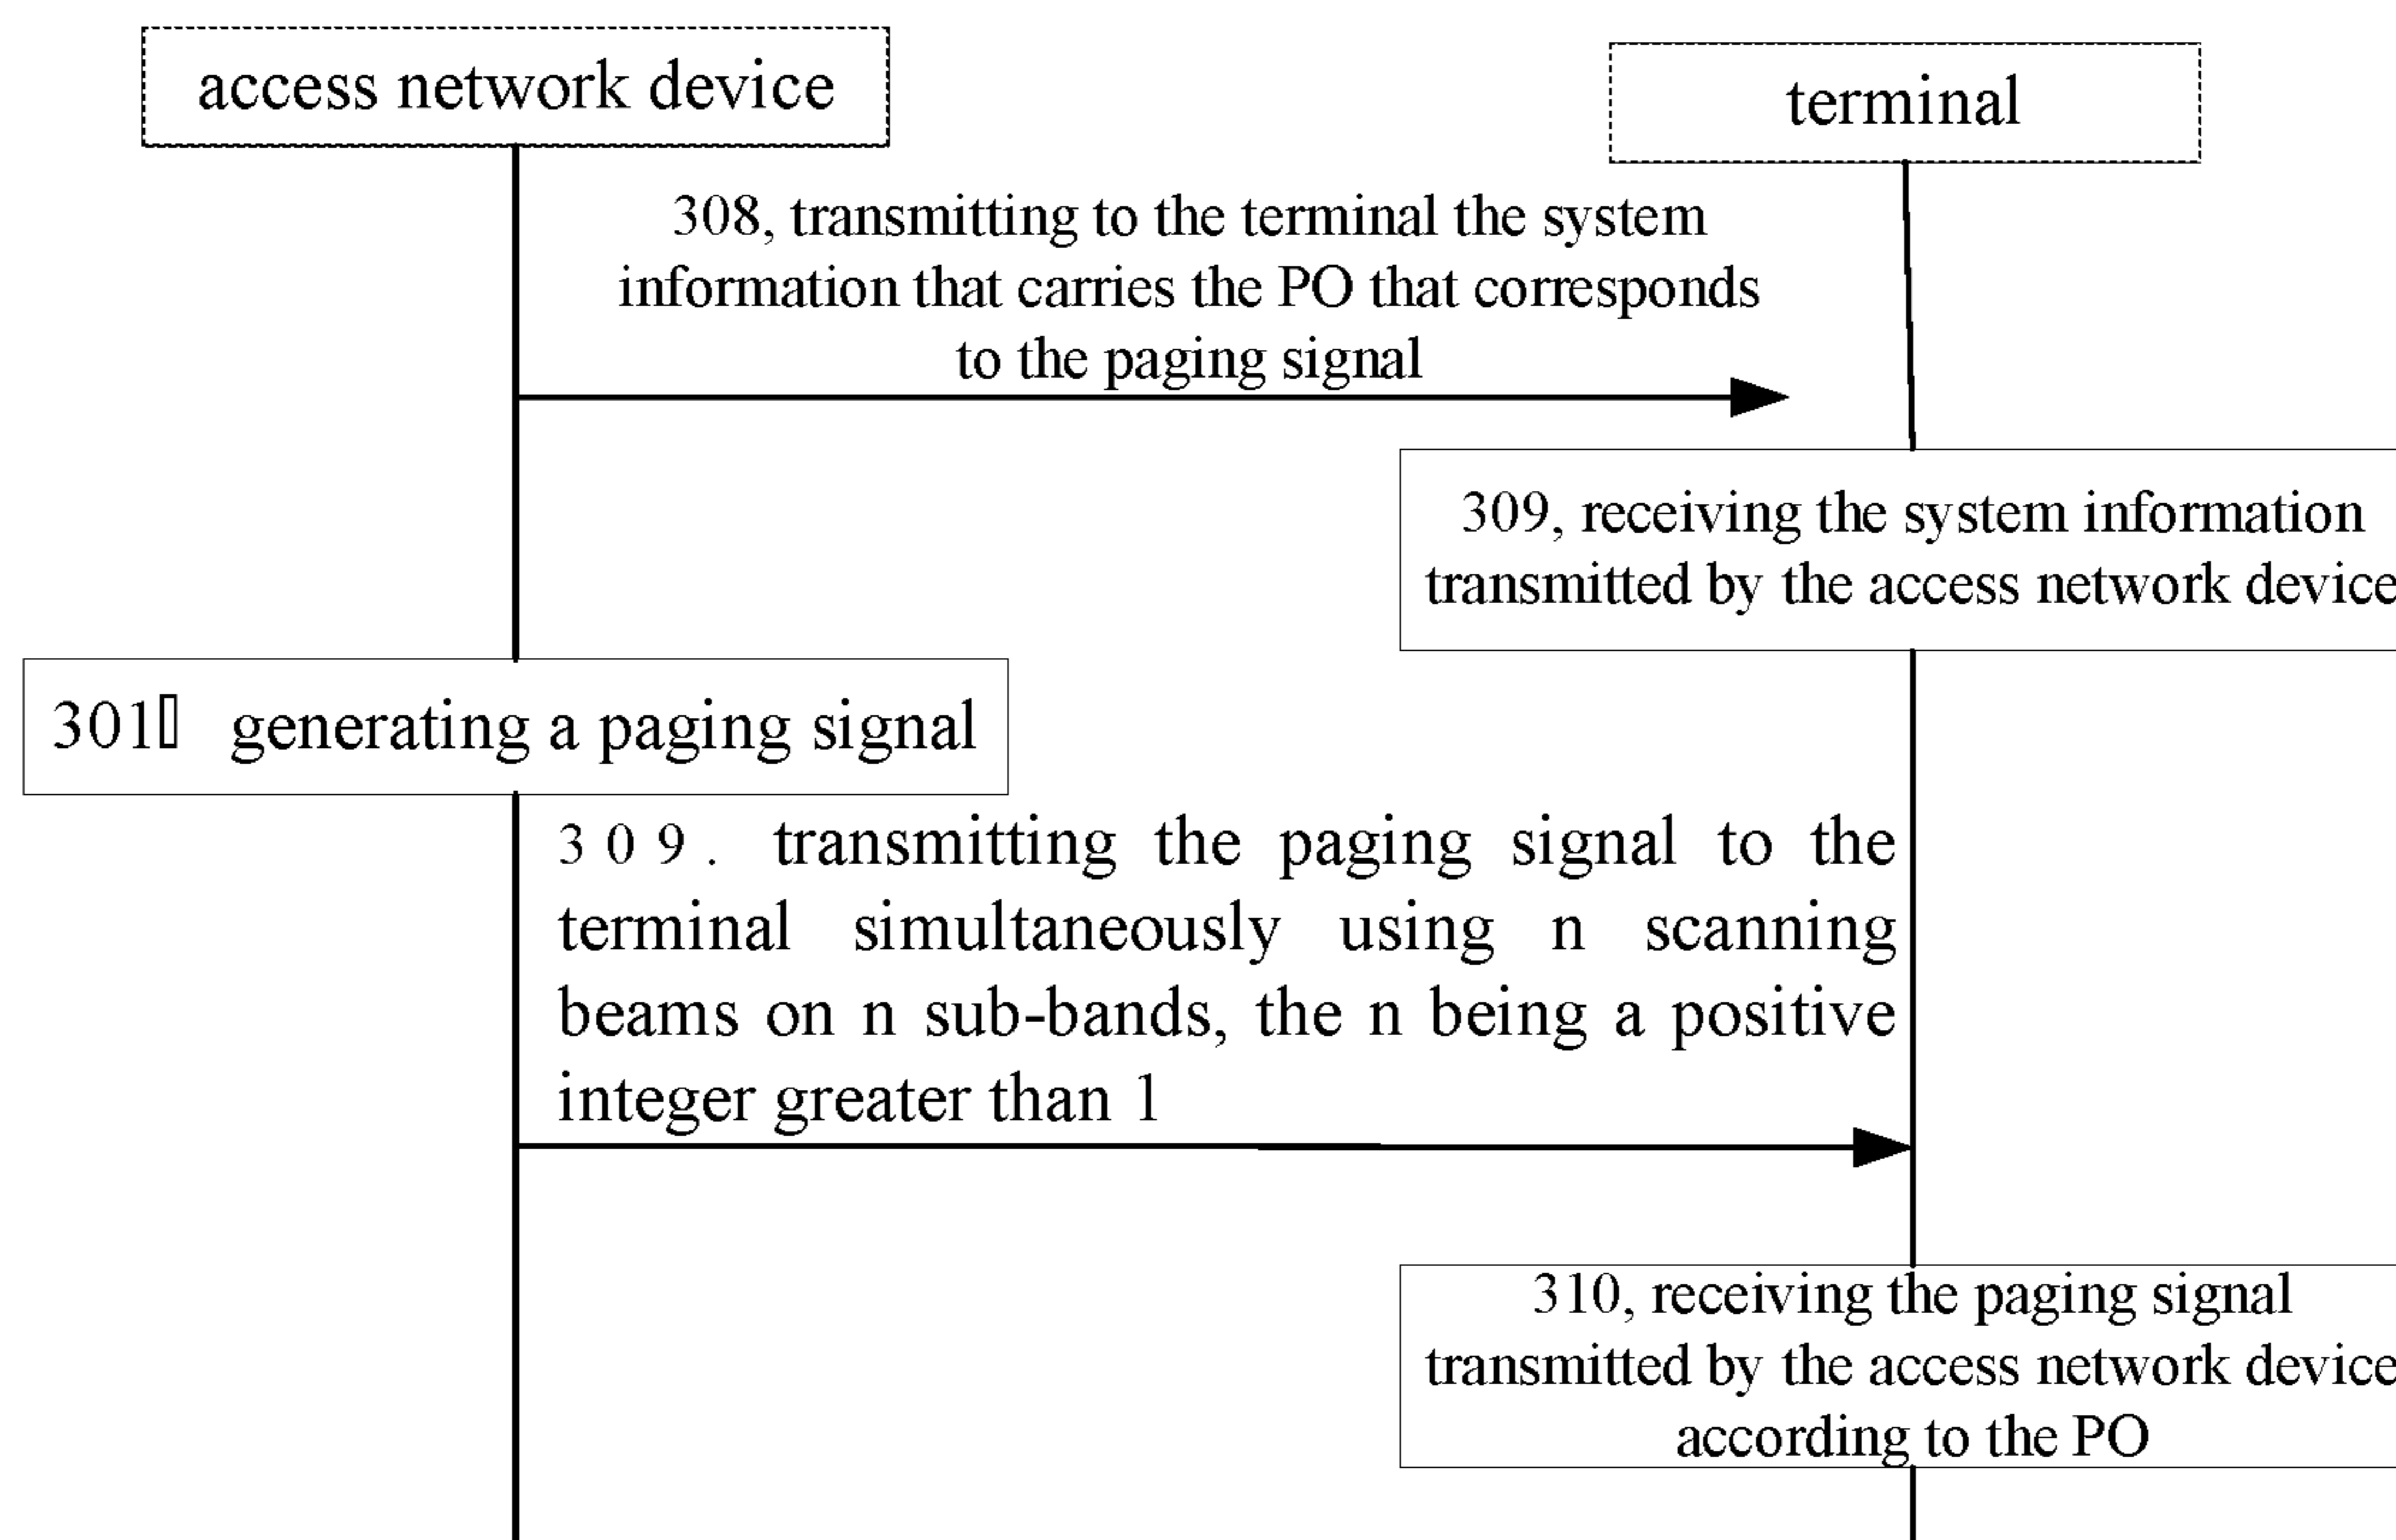 access network device
terminal
308, transmitting to the terminal the system
information that carries the PO that corresponds
to the paging signal
309, receiving the system information
transmitted by the access network device
301▯ generating a paging signal
309. transmitting the paging signal to the
terminal simultaneously using n scanning
beams on n sub-bands, the n being a positive
integer greater than 1
310, receiving the paging signal
transmitted by the access network device
according to the PO